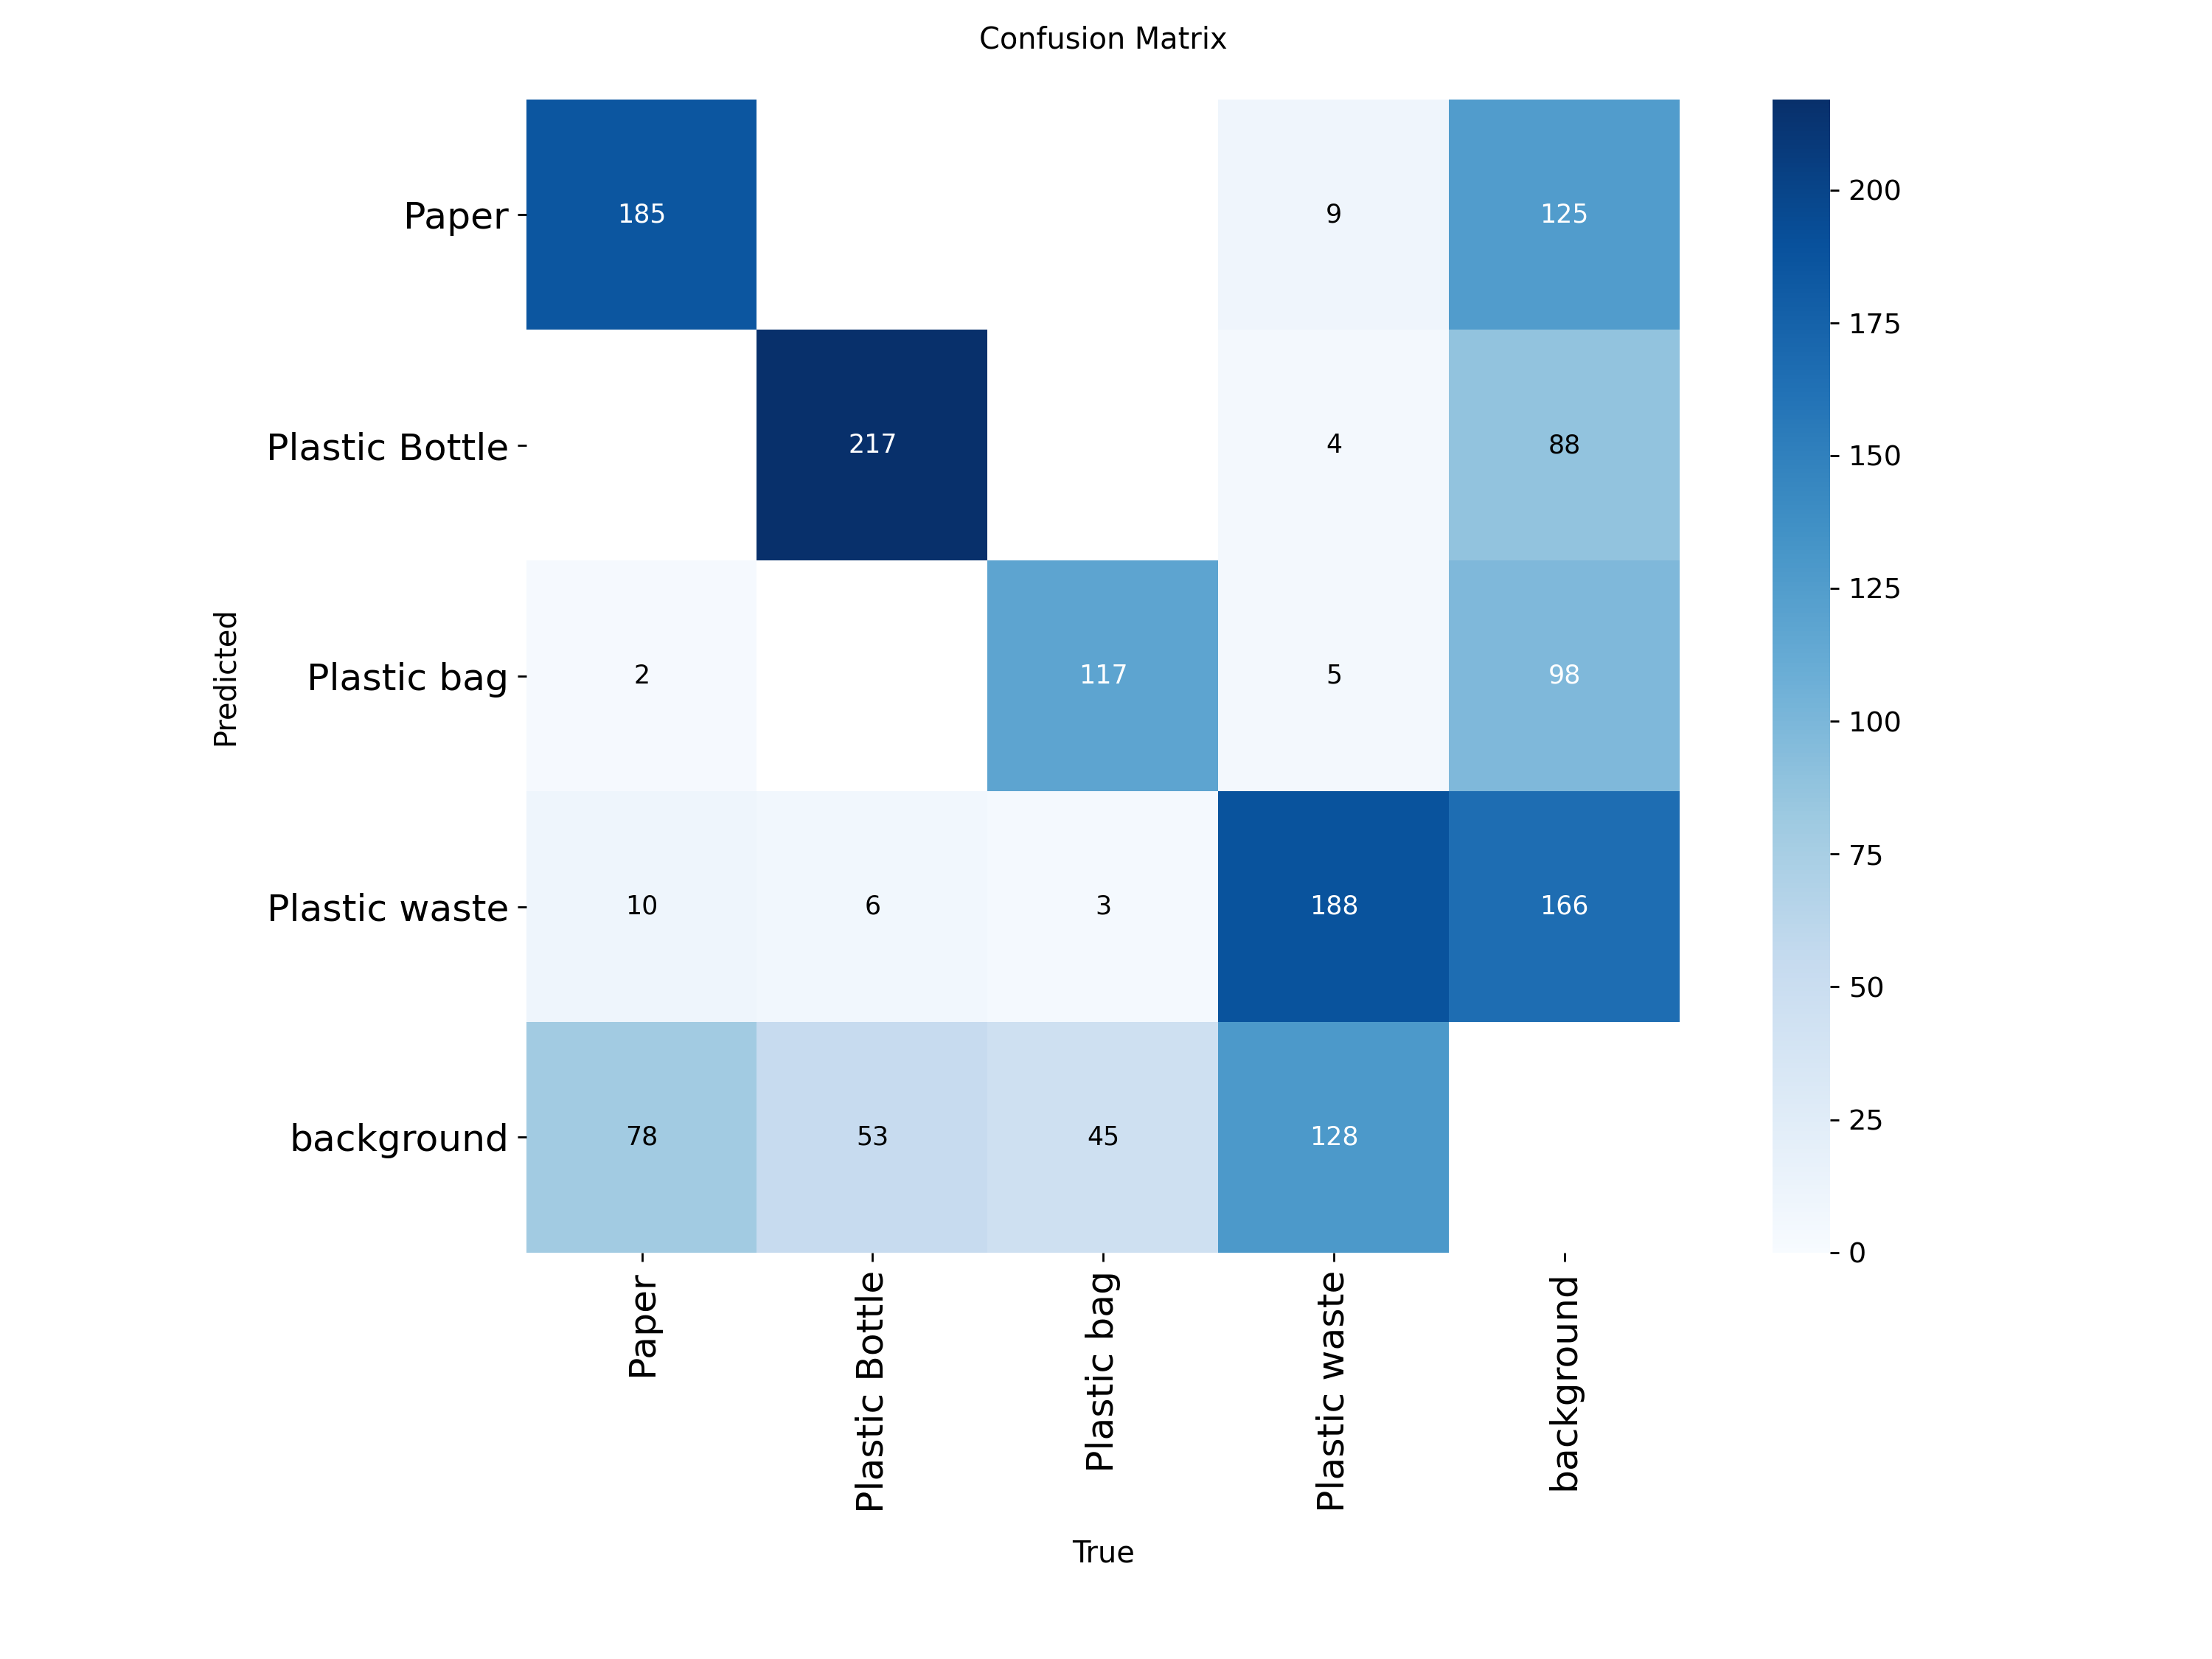 Confusion Matrix
Paper
185
9
125
200
175
Plastic Bottle
217
4
88
150
125
Predicted
Plastic bag
2
117
5
98
100
75
Plastic waste
10
6
3
188
166
50
background
78
53
45
128
25
0
Paper
Plastic Bottle
Plastic bag
Plastic waste
background
True